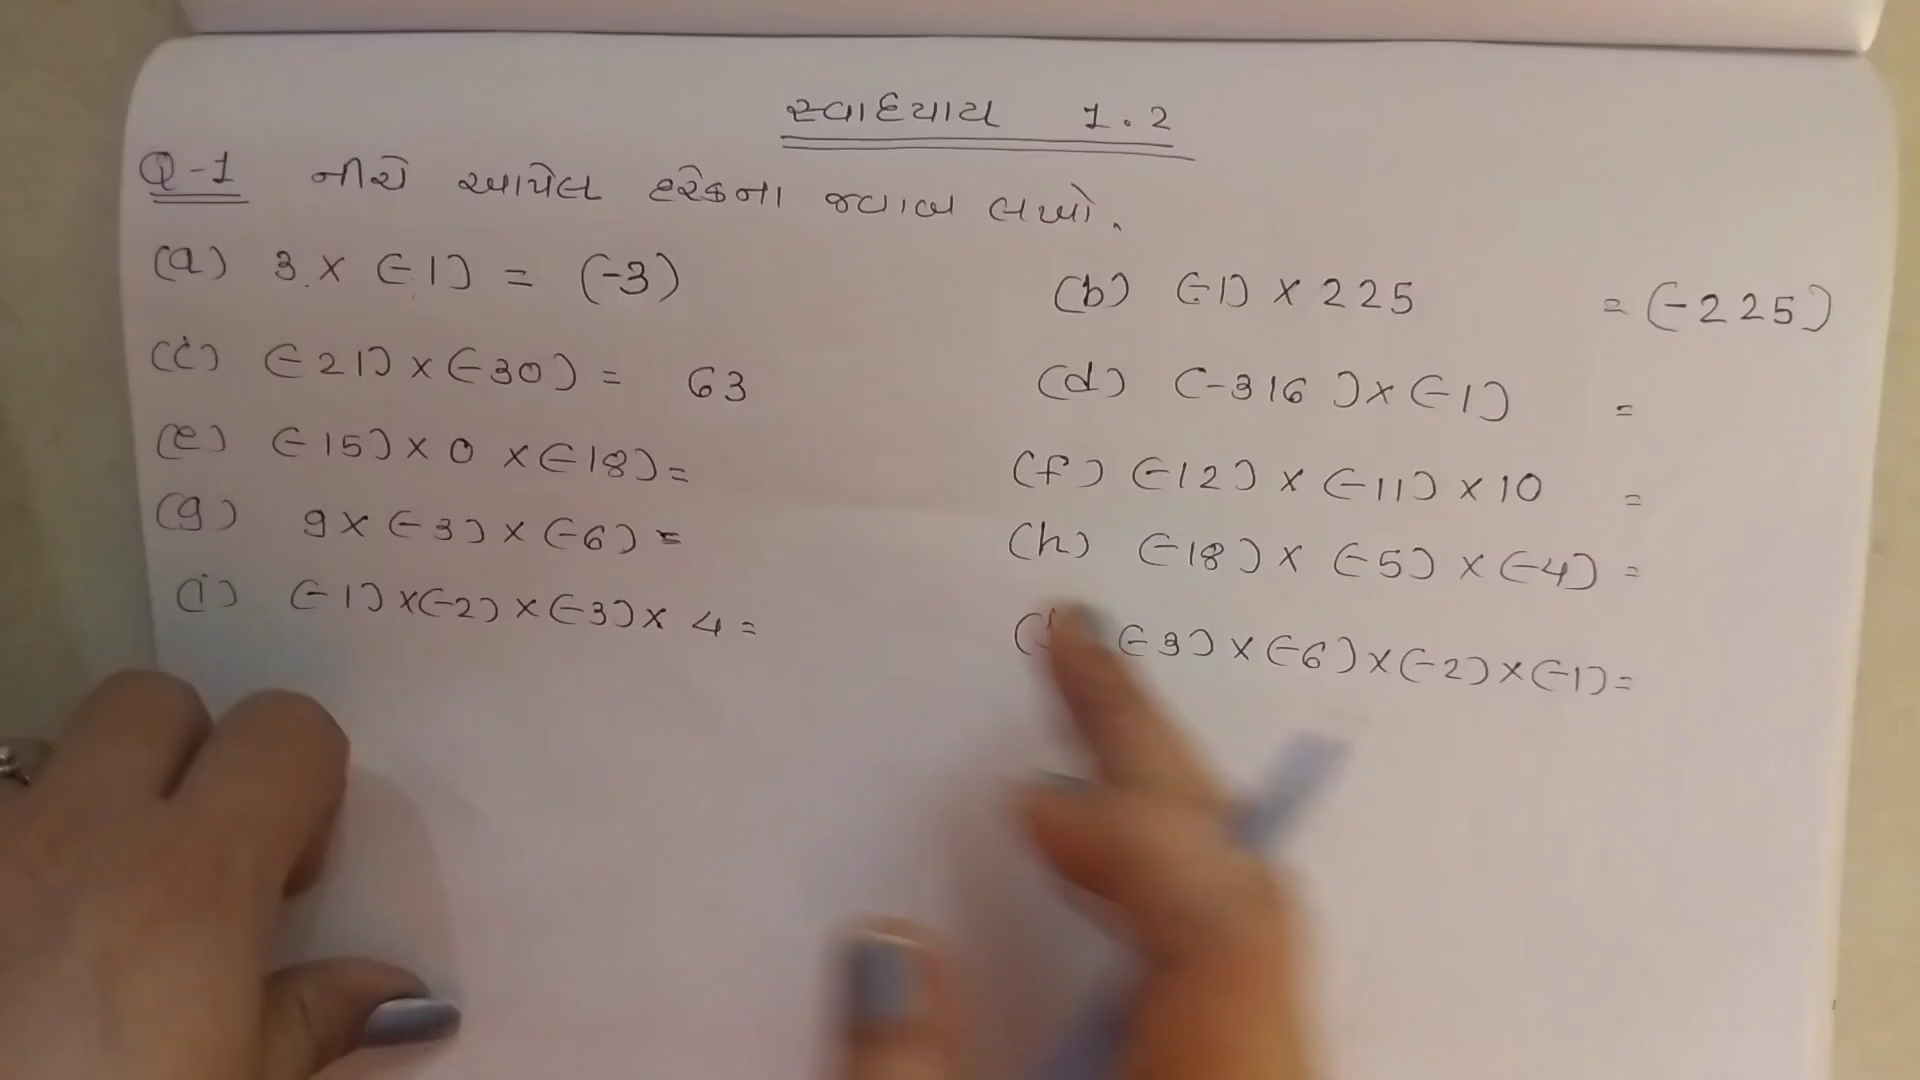 સ્વાધ્યાય 1.2
Q-1 નીચે આપેલ દરેકના જવાબ લખો.
(a) 3 × (-1) = (-3)
(b) (-1) × 225 = (-225)
(c) (-21) × (-30) = 63
(d) (-316) × (-1) =
(e) (-15) × 0 × (-18) =
(f) (-12) × (-11) × 10 =
(g) 9 × (-3) × (-6) =
(h) (-18) × (-5) × (-4) =
(i) (-1) × (-2) × (-3) × 4 =
(-3) × (-6) × (-2) × (-1) =